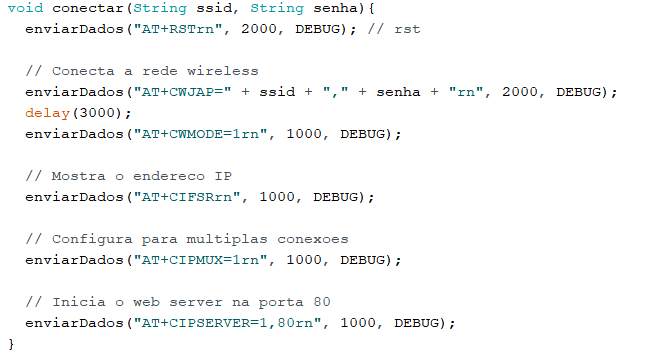 void conectar(String ssid, String senha){
enviarDados("AT+RSTrn", 2000, DEBUG); // rst
// Conecta a rede wireless
enviarDados("AT+CWJAP=" + ssid + "," + senha + "rn", 2000, DEBUG);
delay(3000);
enviarDados("AT+CWMODE=1rn", 1000, DEBUG);
// Mostra o endereco IP
enviarDados("AT+CIFSRrn", 1000, DEBUG);
// Configura para multiplas conexoes
enviarDados("AT+CIPMUX=1rn", 1000, DEBUG);
// Inicia o web server na porta 80
enviarDados("AT+CIPSERVER=1,80rn", 1000, DEBUG);
}